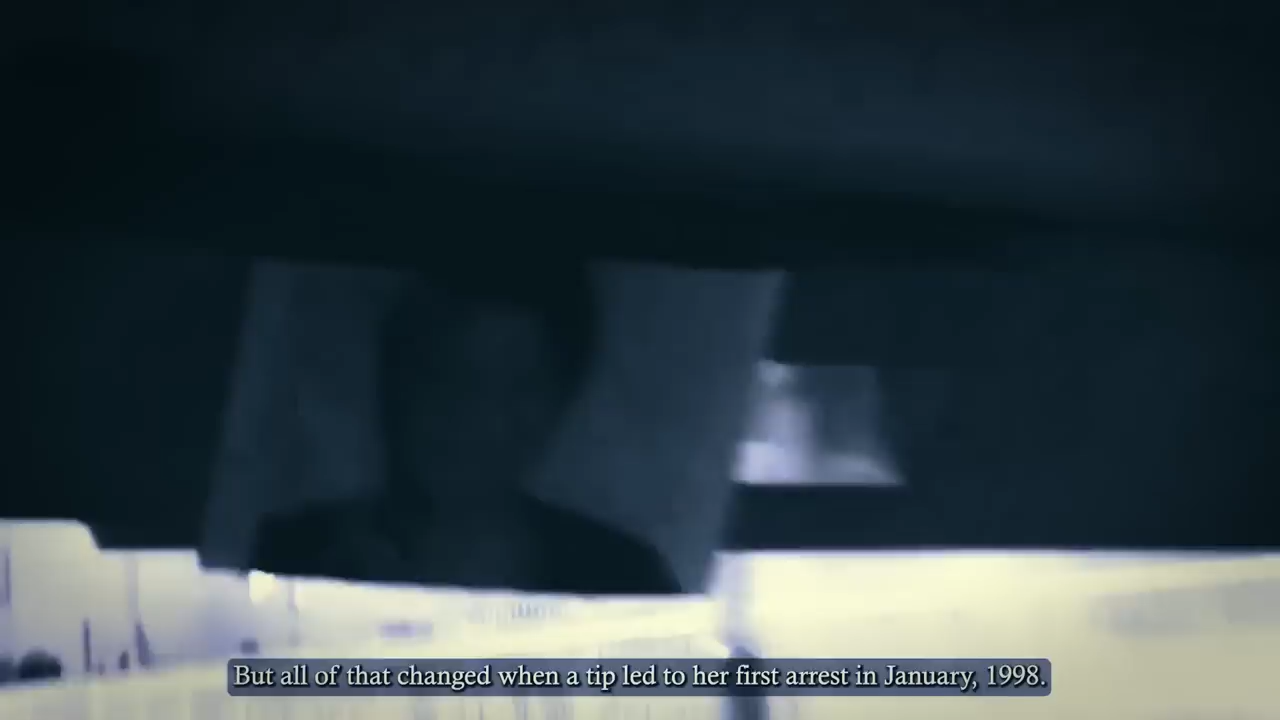 But all of that changed when a tip led to her first arrest in January, 1998.